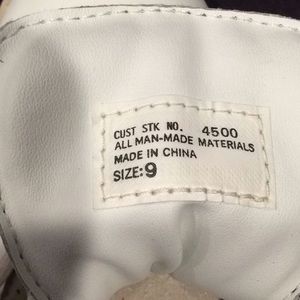 CUST STK NO. 4500
ALL MAN-MADE MATERIALS
MADE IN CHINA
SIZE:9